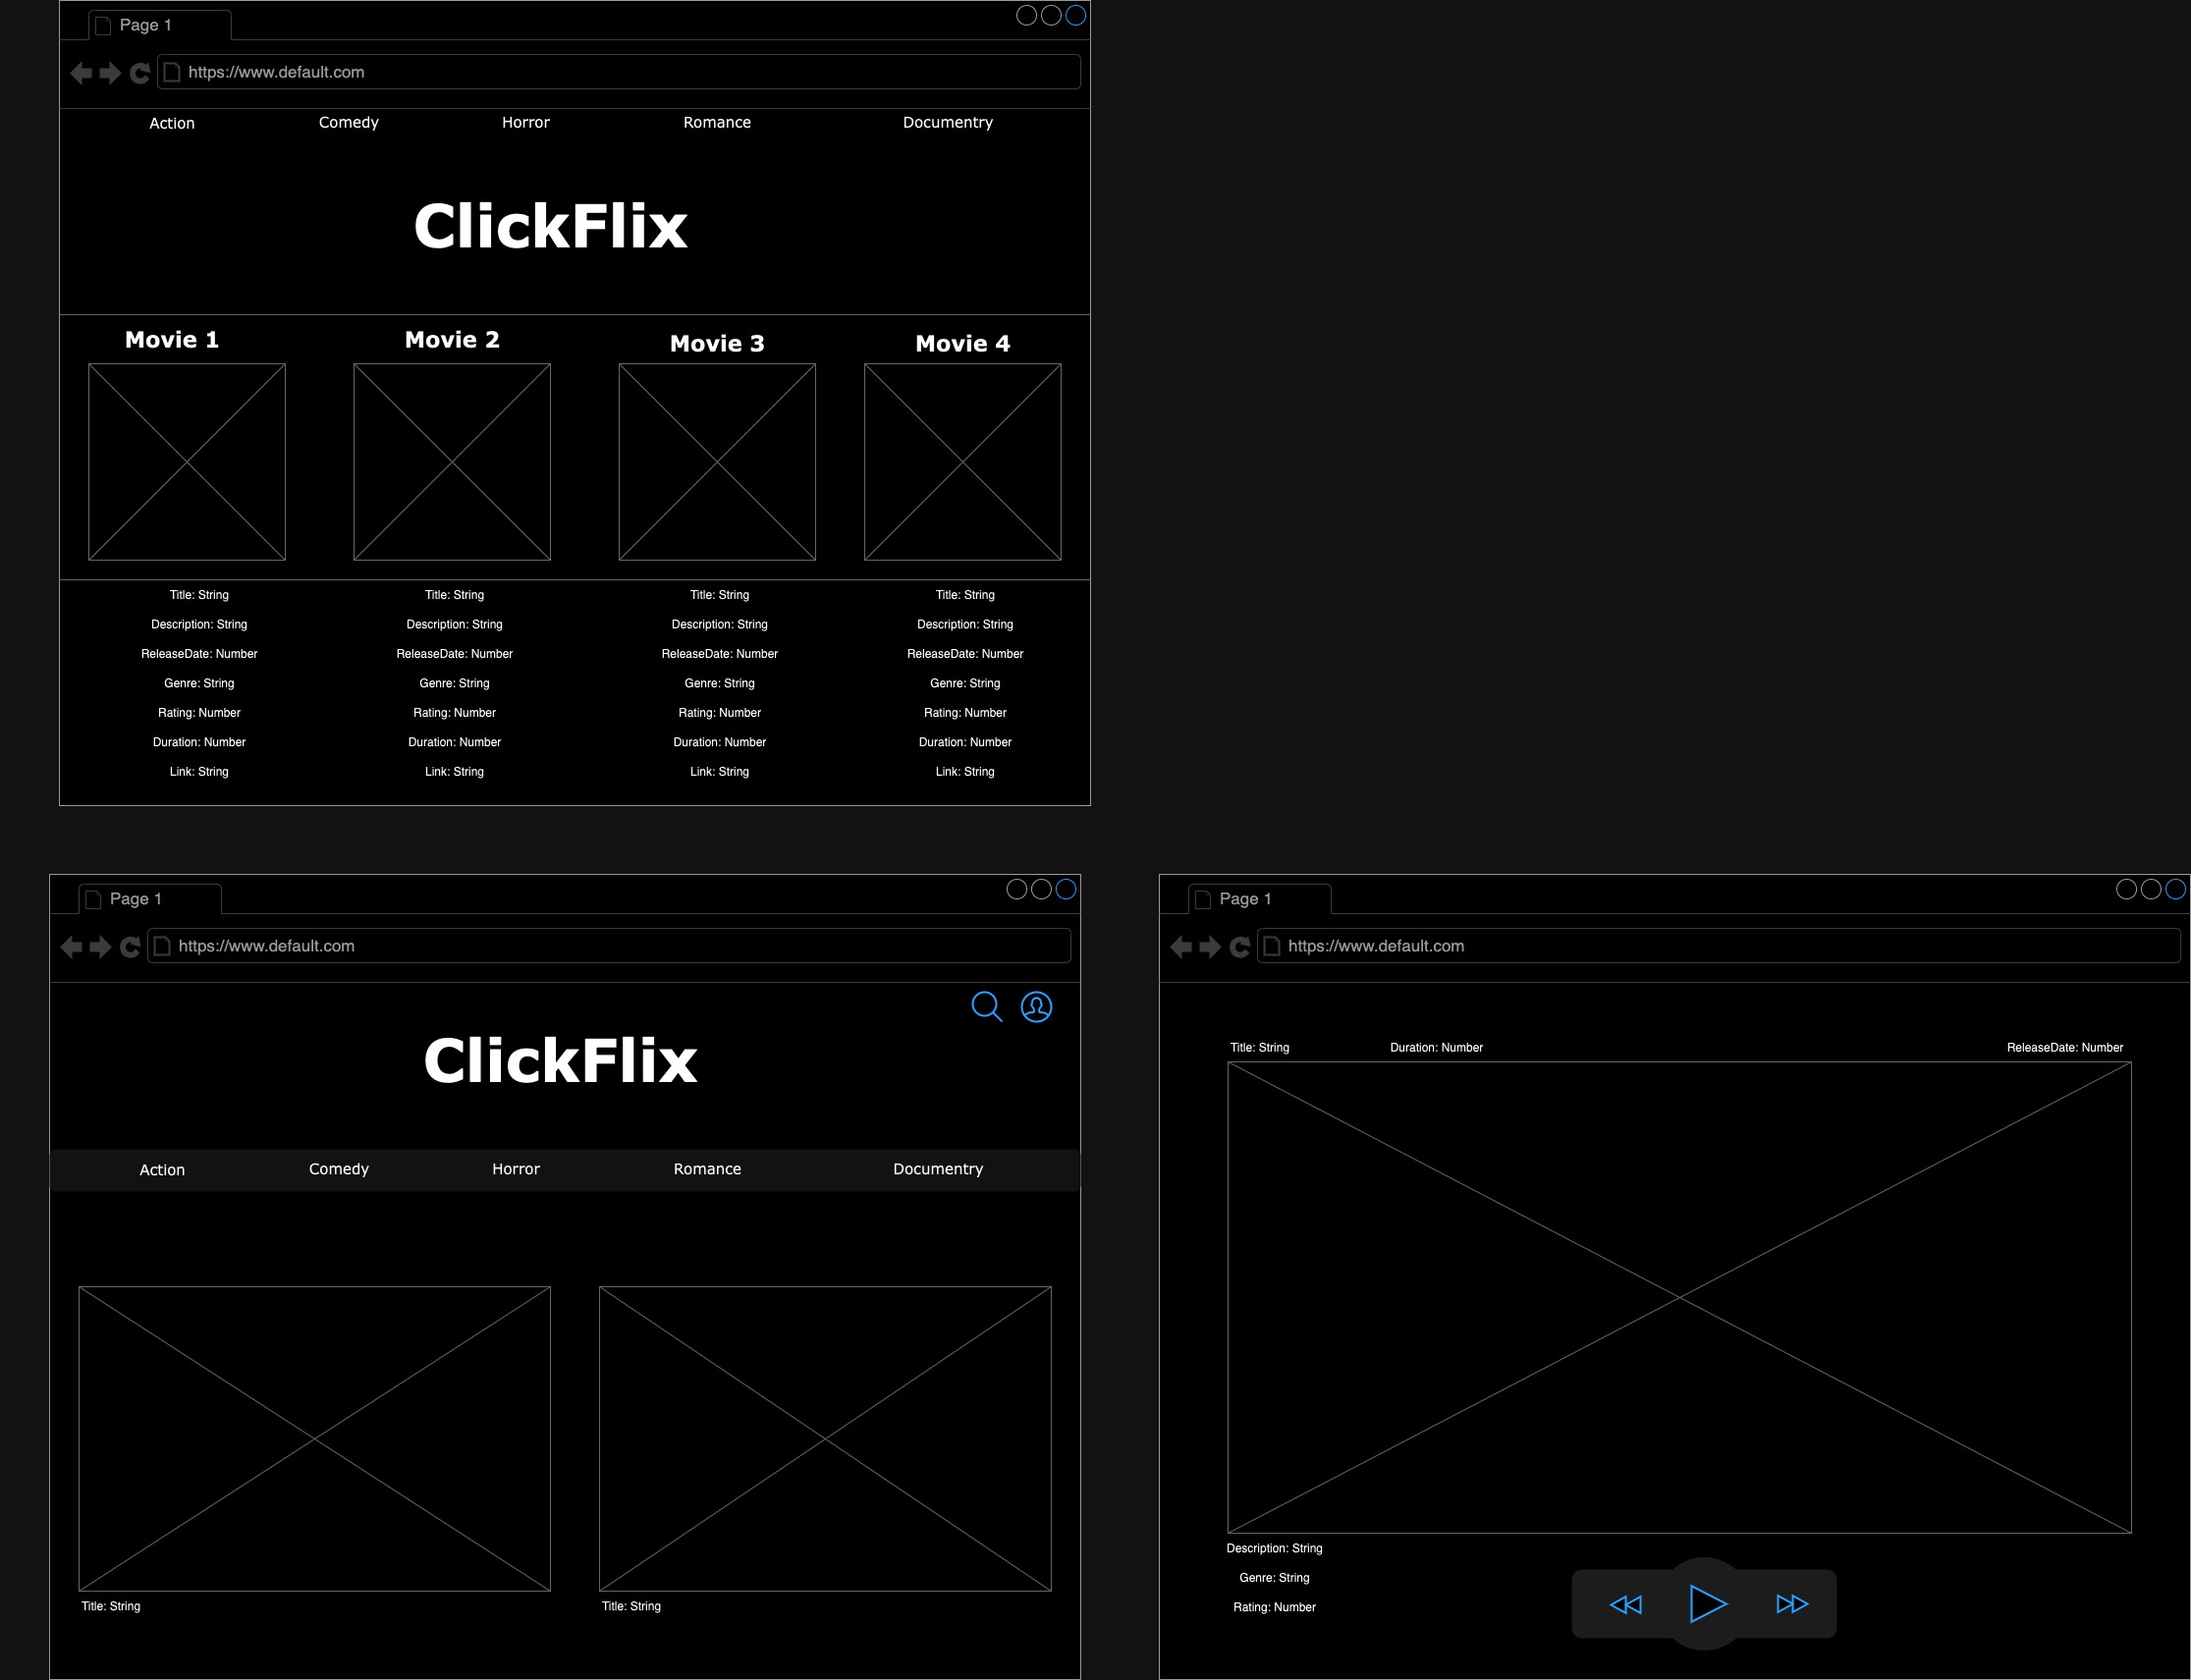 Page 1
https://www.default.com
Action Comedy Horror Romance Documentry
ClickFlix
Movie 1 Movie 2 Movie 3 Movie 4
Title: String Title: String Title: String Title: String
Description: String Description: String Description: String Description: String
ReleaseDate: Number ReleaseDate: Number ReleaseDate: Number ReleaseDate: Number
Genre: String Genre: String Genre: String Genre: String
Rating: Number Rating: Number Rating: Number Rating: Number
Duration: Number Duration: Number Duration: Number Duration: Number
Link: String Link: String Link: String Link: String
Page 1
https://www.default.com
ClickFlix
Action Comedy Horror Romance Documentry
Title: String Title: String
Page 1
https://www.default.com
Title: String Duration: Number ReleaseDate: Number
Description: String
Genre: String
Rating: Number